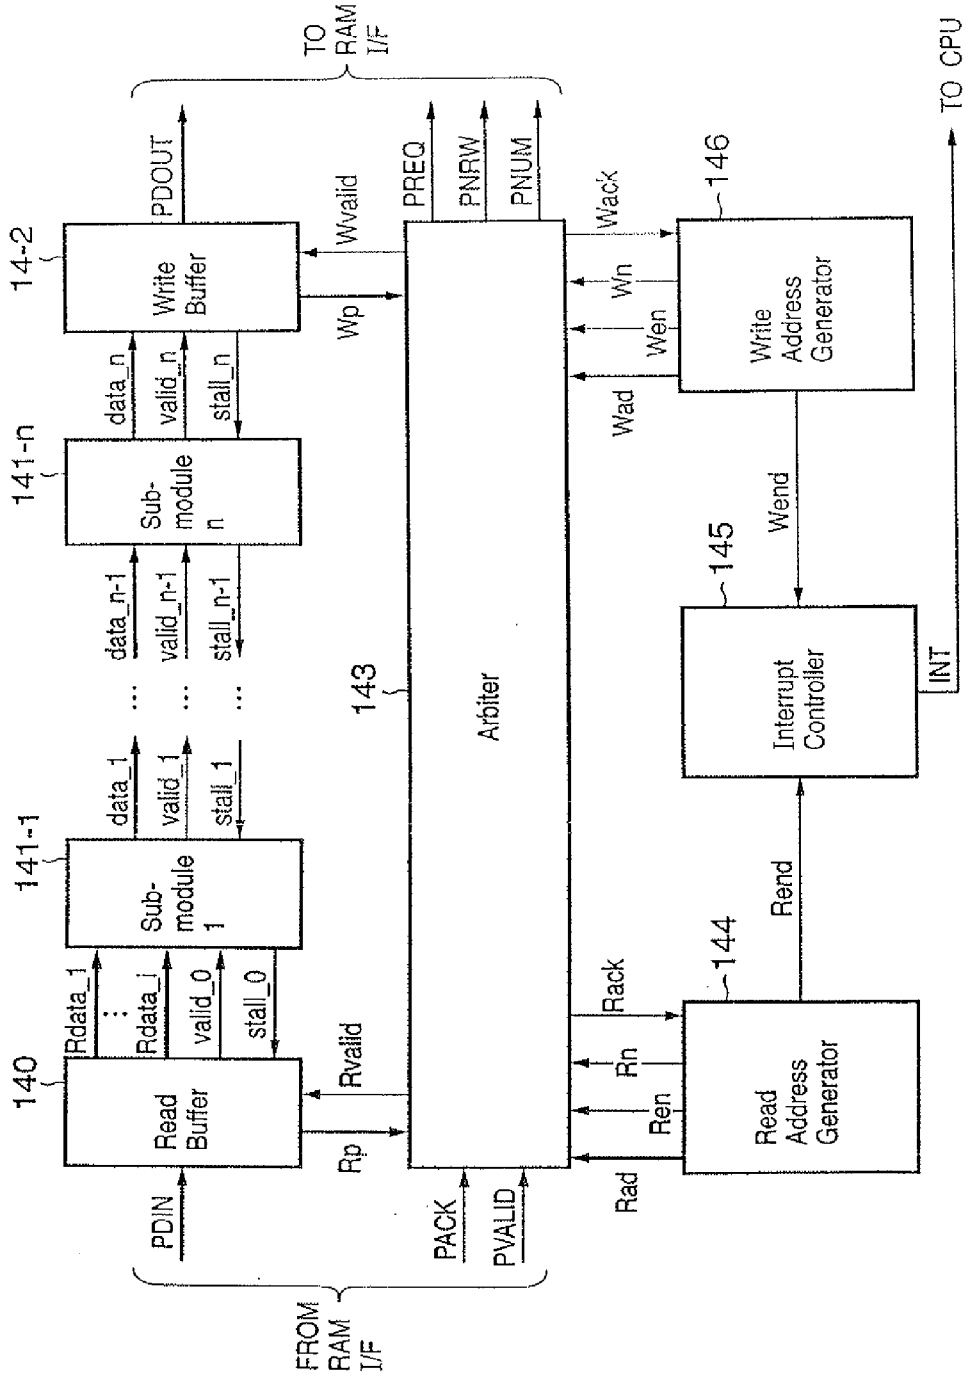 FROM
RAM
I/F
PDIN
PACK
PVALID
140
Read
Buffer
Rdata_1
⋮
Rdata_i
valid_0
stall_0
Rp
Rvalid
141-1
Sub-
module
1
data_1
valid_1
stall_1
...
...
...
data_n-1
valid_n-1
stall_n-1
141-n
Sub-
module
n
data_n
valid_n
stall_n
14-2
Write
Buffer
PDOUT
Wp
Wvalid
TO
RAM
I/F
143
Arbiter
PREQ
PNRW
PNUM
Rad
Ren
Rn
Rack
144
Read
Address
Generator
Rend
145
Interrupt
Controller
INT
TO CPU
Wend
Wad
Wen
Wn
Wack
146
Write
Address
Generator